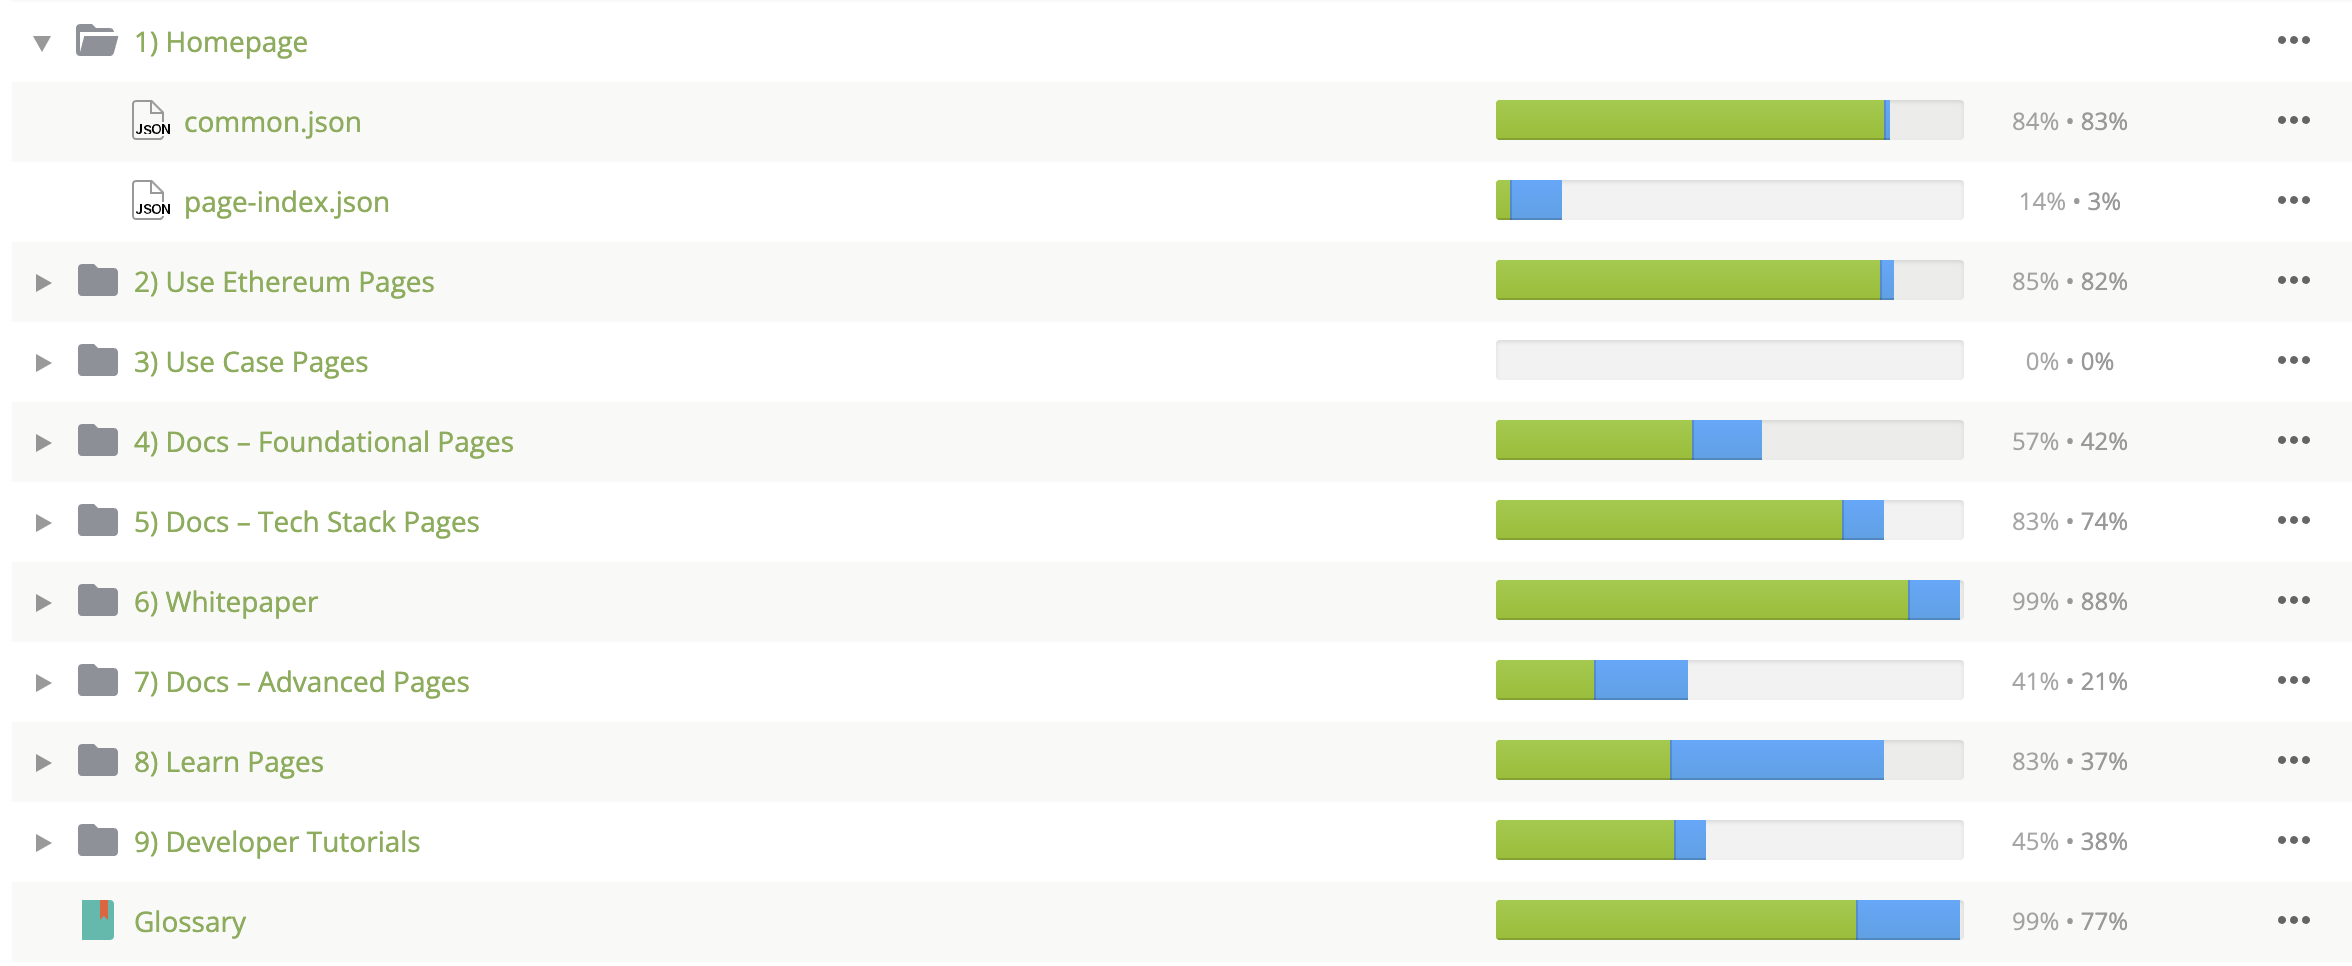 1) Homepage
JSON common.json 84% • 83%
JSON page-index.json 14% • 3%
2) Use Ethereum Pages 85% • 82%
3) Use Case Pages 0% • 0%
4) Docs – Foundational Pages 57% • 42%
5) Docs – Tech Stack Pages 83% • 74%
6) Whitepaper 99% • 88%
7) Docs – Advanced Pages 41% • 21%
8) Learn Pages 83% • 37%
9) Developer Tutorials 45% • 38%
Glossary 99% • 77%